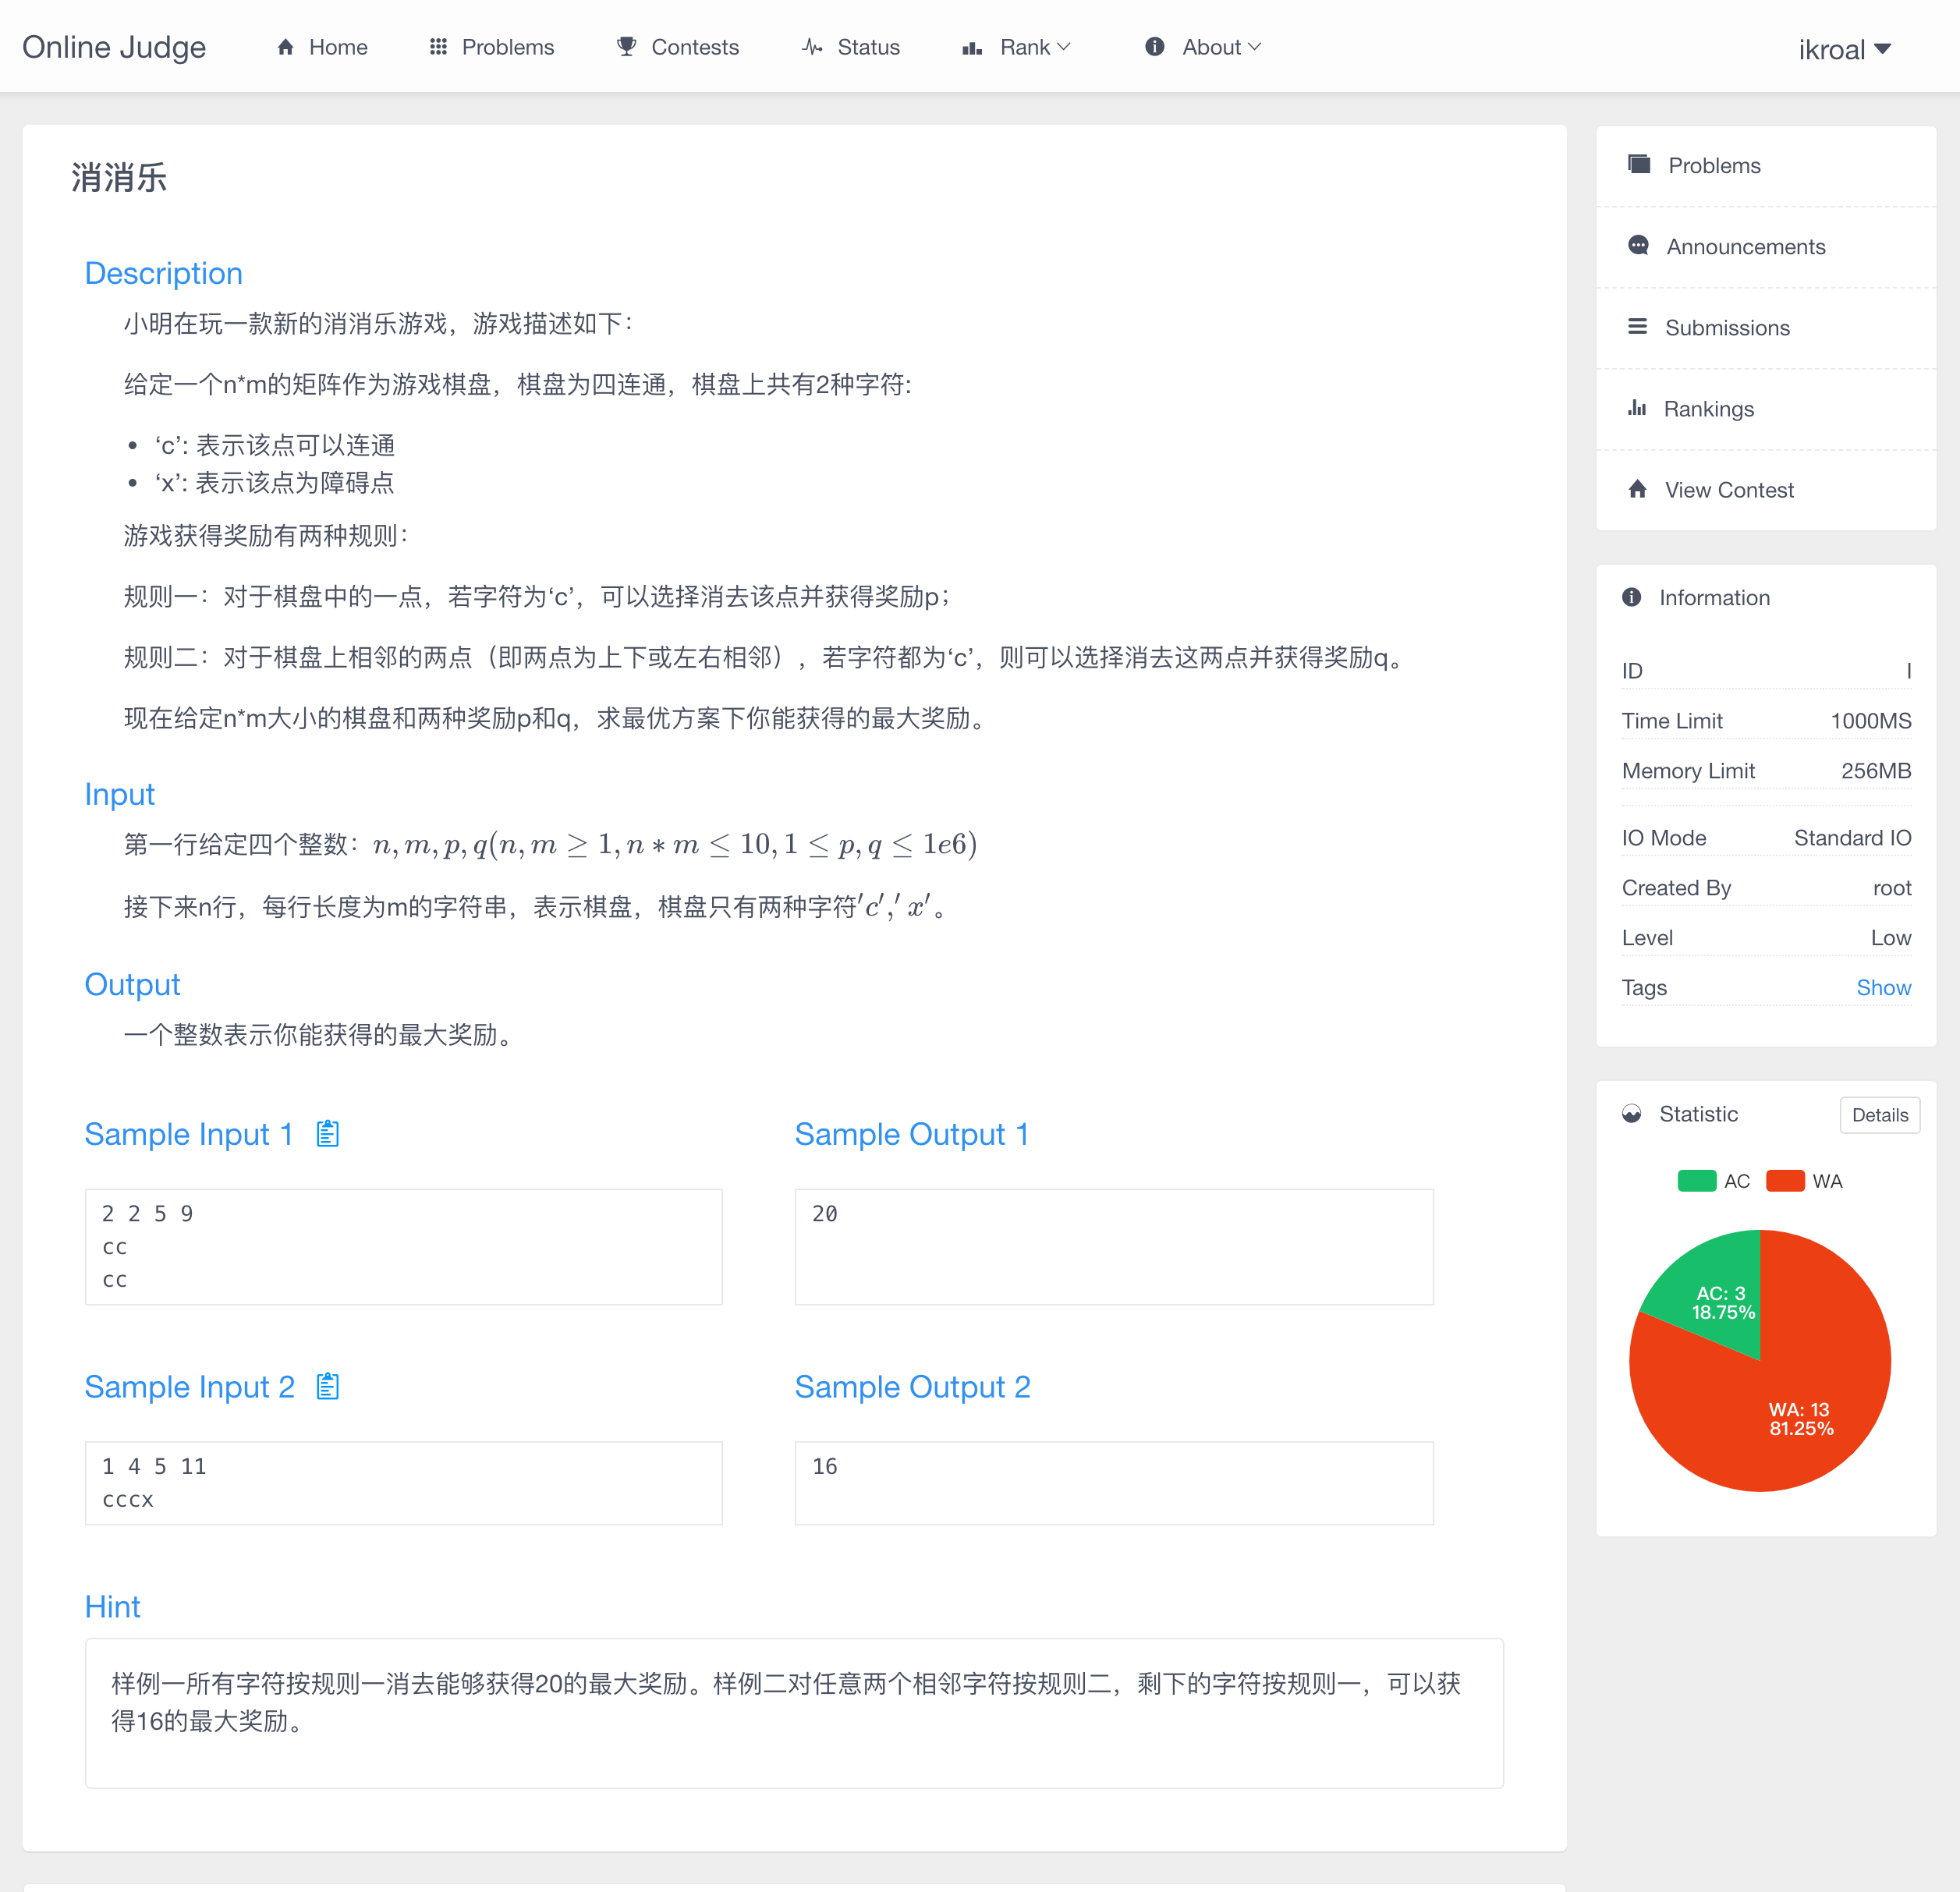 Online Judge
Home
Problems
Contests
Status
Rank
About
ikroal
消消乐
Description
小明在玩一款新的消消乐游戏，游戏描述如下：
给定一个n*m的矩阵作为游戏棋盘，棋盘为四连通，棋盘上共有2种字符:
• ‘c’: 表示该点可以连通
• ‘x’: 表示该点为障碍点
游戏获得奖励有两种规则：
规则一：对于棋盘中的一点，若字符为‘c’，可以选择消去该点并获得奖励p；
规则二：对于棋盘上相邻的两点（即两点为上下或左右相邻），若字符都为‘c’，则可以选择消去这两点并获得奖励q。
现在给定n*m大小的棋盘和两种奖励p和q，求最优方案下你能获得的最大奖励。
Input
第一行给定四个整数：n, m, p, q(n, m ≥ 1, n ∗ m ≤ 10, 1 ≤ p, q ≤ 1e6)
接下来n行，每行长度为m的字符串，表示棋盘，棋盘只有两种字符′c′,′ x′。
Output
一个整数表示你能获得的最大奖励。
Sample Input 1
2 2 5 9
cc
cc
Sample Output 1
20
Sample Input 2
1 4 5 11
cccx
Sample Output 2
16
Hint
样例一所有字符按规则一消去能够获得20的最大奖励。样例二对任意两个相邻字符按规则二，剩下的字符按规则一，可以获
得16的最大奖励。
Problems
Announcements
Submissions
Rankings
View Contest
Information
ID I
Time Limit 1000MS
Memory Limit 256MB
IO Mode Standard IO
Created By root
Level Low
Tags Show
Statistic Details
AC WA
AC: 3
18.75%
WA: 13
81.25%